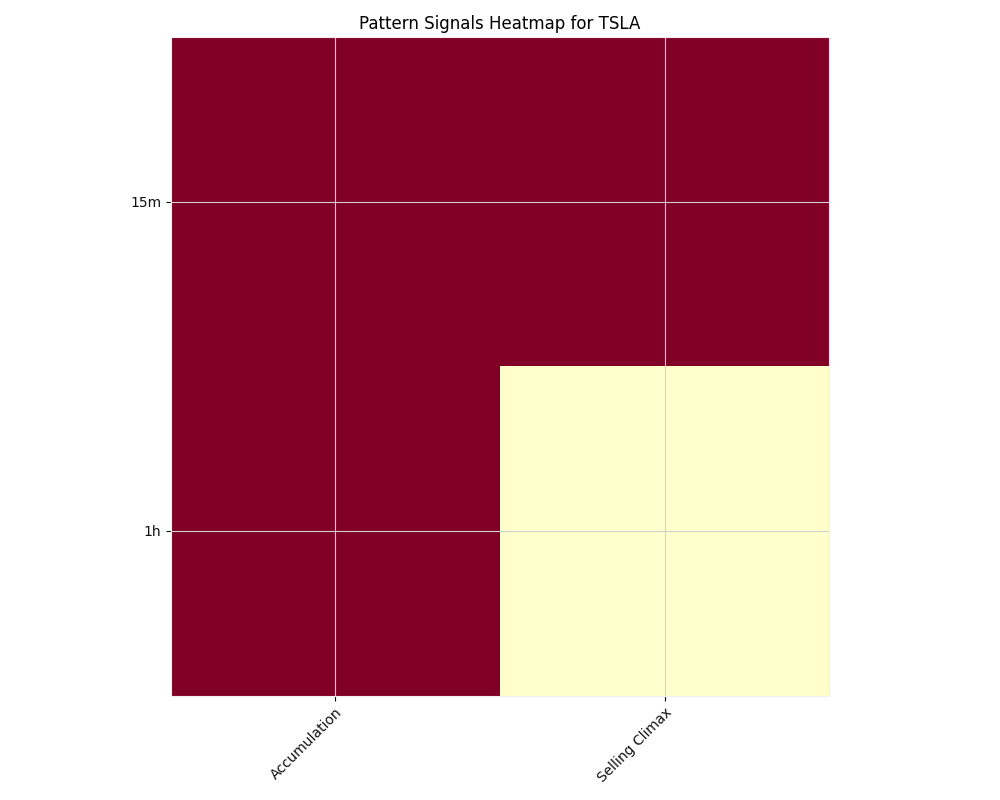 Pattern Signals Heatmap for TSLA
15m
1h
Accumulation
Selling Climax